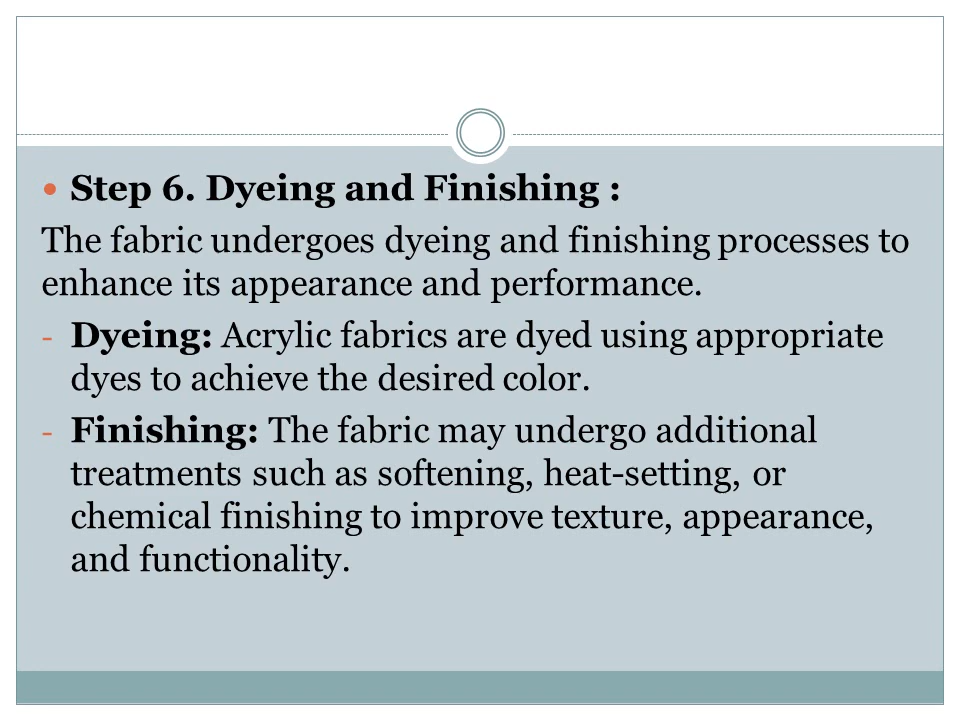 • Step 6. Dyeing and Finishing :
The fabric undergoes dyeing and finishing processes to
enhance its appearance and performance.
- Dyeing: Acrylic fabrics are dyed using appropriate
dyes to achieve the desired color.
- Finishing: The fabric may undergo additional
treatments such as softening, heat-setting, or
chemical finishing to improve texture, appearance,
and functionality.